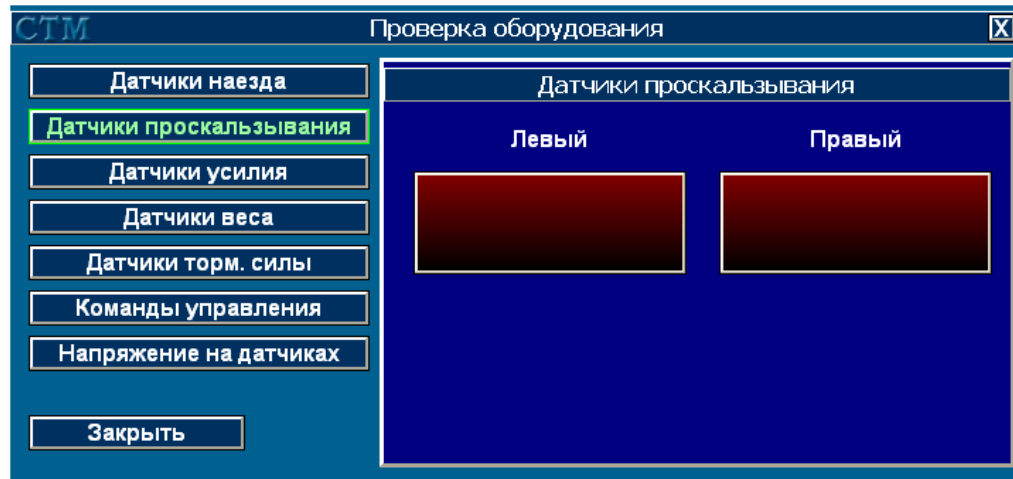 СТМ Проверка оборудования X
Датчики наезда
Датчики проскальзывания
Датчики усилия
Датчики веса
Датчики торм. силы
Команды управления
Напряжение на датчиках
Закрыть
Датчики проскальзывания
Левый Правый